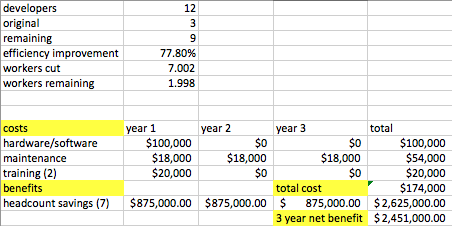 developers 12
original 3
remaining 9
efficiency improvement 77.80%
workers cut 7.002
workers remaining 1.998
costs year 1 year 2 year 3 total
hardware/software $100,000 $0 $0 $100,000
maintenance $18,000 $18,000 $18,000 $54,000
training (2) $20,000 $0 $0 $20,000
benefits total cost $174,000
headcount savings (7) $875,000.00 $875,000.00 $ 875,000.00 $2,625,000.00
3 year net benefit $2,451,000.00